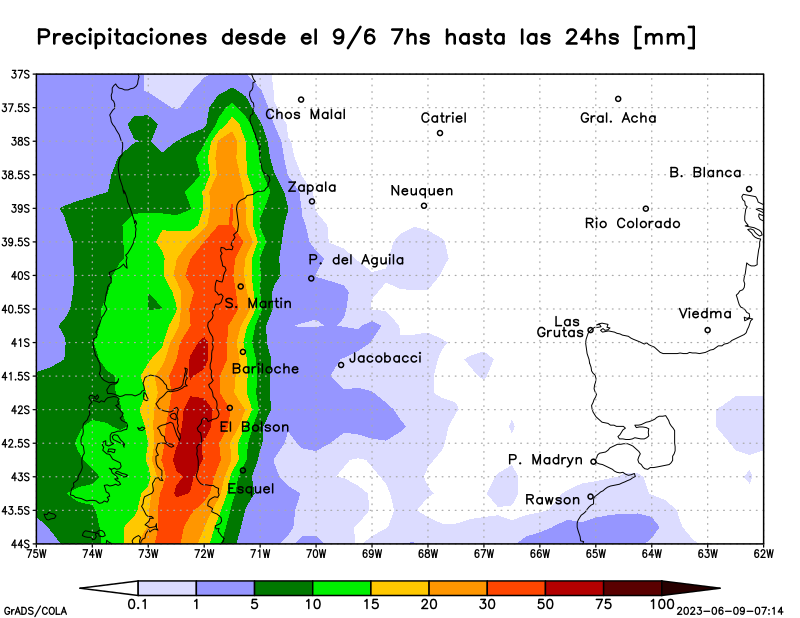 Precipitaciones desde el 9/6 7hs hasta las 24hs [mm]
37S
37.5S
38S
38.5S
39S
39.5S
40S
40.5S
41S
41.5S
42S
42.5S
43S
43.5S
44S
Chos Malal
Catriel
Gral. Acha
B. Blanca
Zapala
Neuquen
Rio Colorado
P. del Aguila
S. Martin
Viedma
Las
Grutas
Jacobacci
Bariloche
El Bolson
P. Madryn
Esquel
Rawson
75W 74W 73W 72W 71W 70W 69W 68W 67W 66W 65W 64W 63W 62W
0.1 1 5 10 15 20 30 50 75 100
GrADS/COLA
2023-06-09-07:14